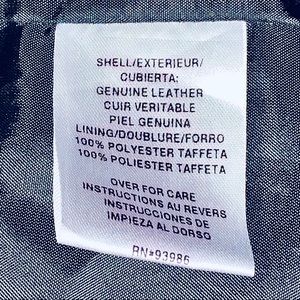 SHELL/EXTERIEUR/
CUBIERTA:
GENUINE LEATHER
CUIR VERITABLE
PIEL GENUINA
LINING/DOUBLURE/FORRO
100% POLYESTER TAFFETA
100% POLYESTER TAFFETA
OVER FOR CARE
INSTRUCTIONS AU REVERS
INSTRUCCIONES DE
IMPIEZA AL DORSO
RN#93986